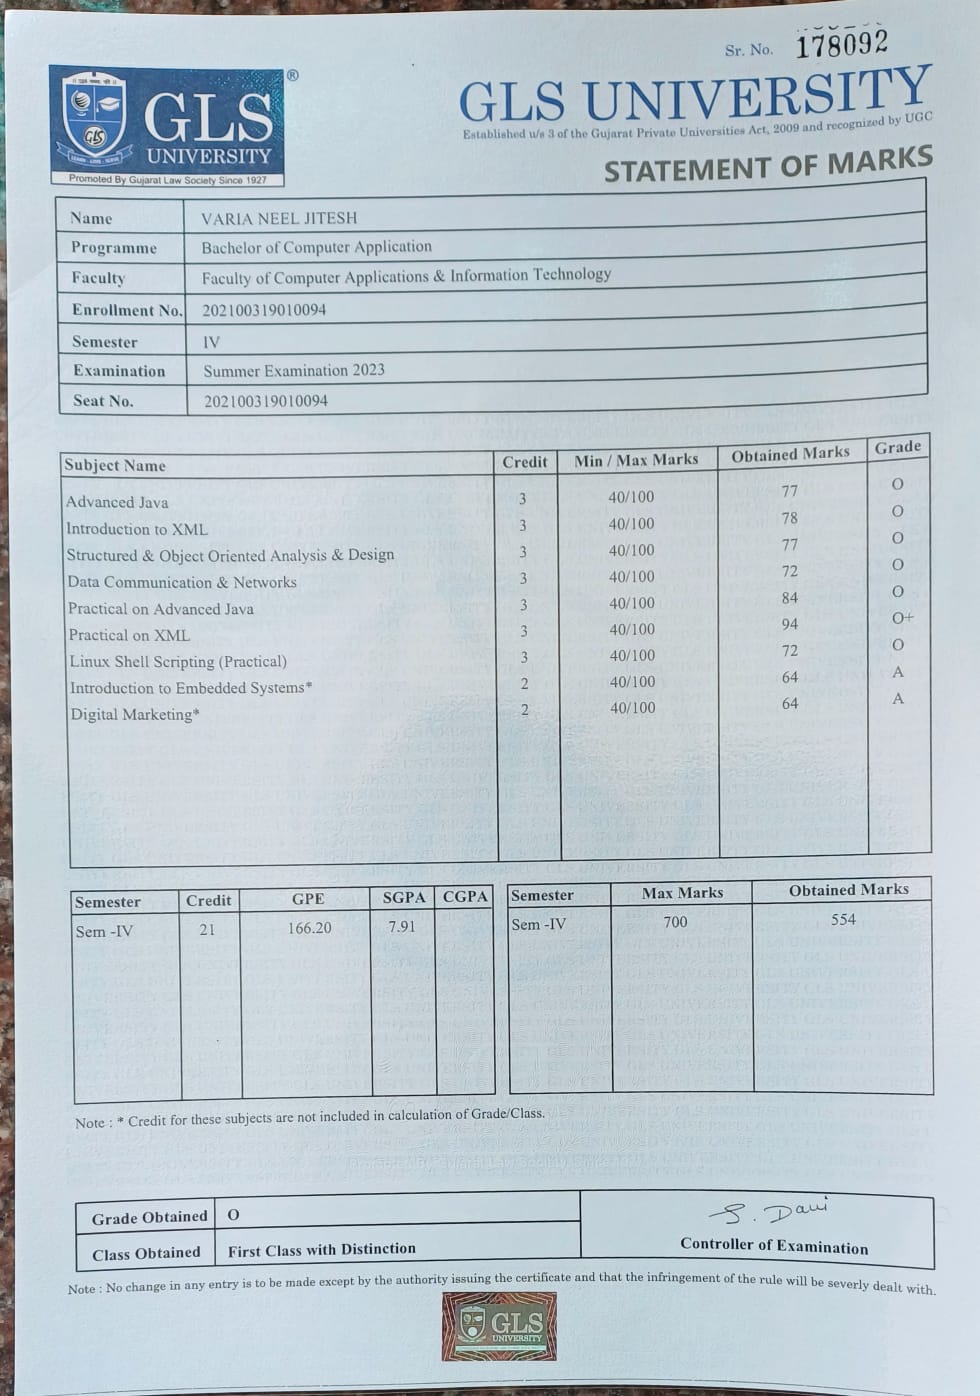 Sr. No. 178092
GLS
UNIVERSITY
®
Promoted By Gujarat Law Society Since 1927
GLS UNIVERSITY
Established u/s 3 of the Gujarat Private Universities Act, 2009 and recognized by UGC
STATEMENT OF MARKS
Name VARIA NEEL JITESH
Programme Bachelor of Computer Application
Faculty Faculty of Computer Applications & Information Technology
Enrollment No. 202100319010094
Semester IV
Examination Summer Examination 2023
Seat No. 202100319010094
Subject Name Credit Min / Max Marks Obtained Marks Grade
Advanced Java 3 40/100 77 O
Introduction to XML 3 40/100 78 O
Structured & Object Oriented Analysis & Design 3 40/100 77 O
Data Communication & Networks 3 40/100 72 O
Practical on Advanced Java 3 40/100 84 O
Practical on XML 3 40/100 94 O+
Linux Shell Scripting (Practical) 3 40/100 72 O
Introduction to Embedded Systems* 2 40/100 64 A
Digital Marketing* 2 40/100 64 A
Semester Credit GPE SGPA CGPA Semester Max Marks Obtained Marks
Sem -IV 21 166.20 7.91 Sem -IV 700 554
Note : * Credit for these subjects are not included in calculation of Grade/Class.
Grade Obtained O
Class Obtained First Class with Distinction
Controller of Examination
Note : No change in any entry is to be made except by the authority issuing the certificate and that the infringement of the rule will be severly dealt with.
GLS
UNIVERSITY